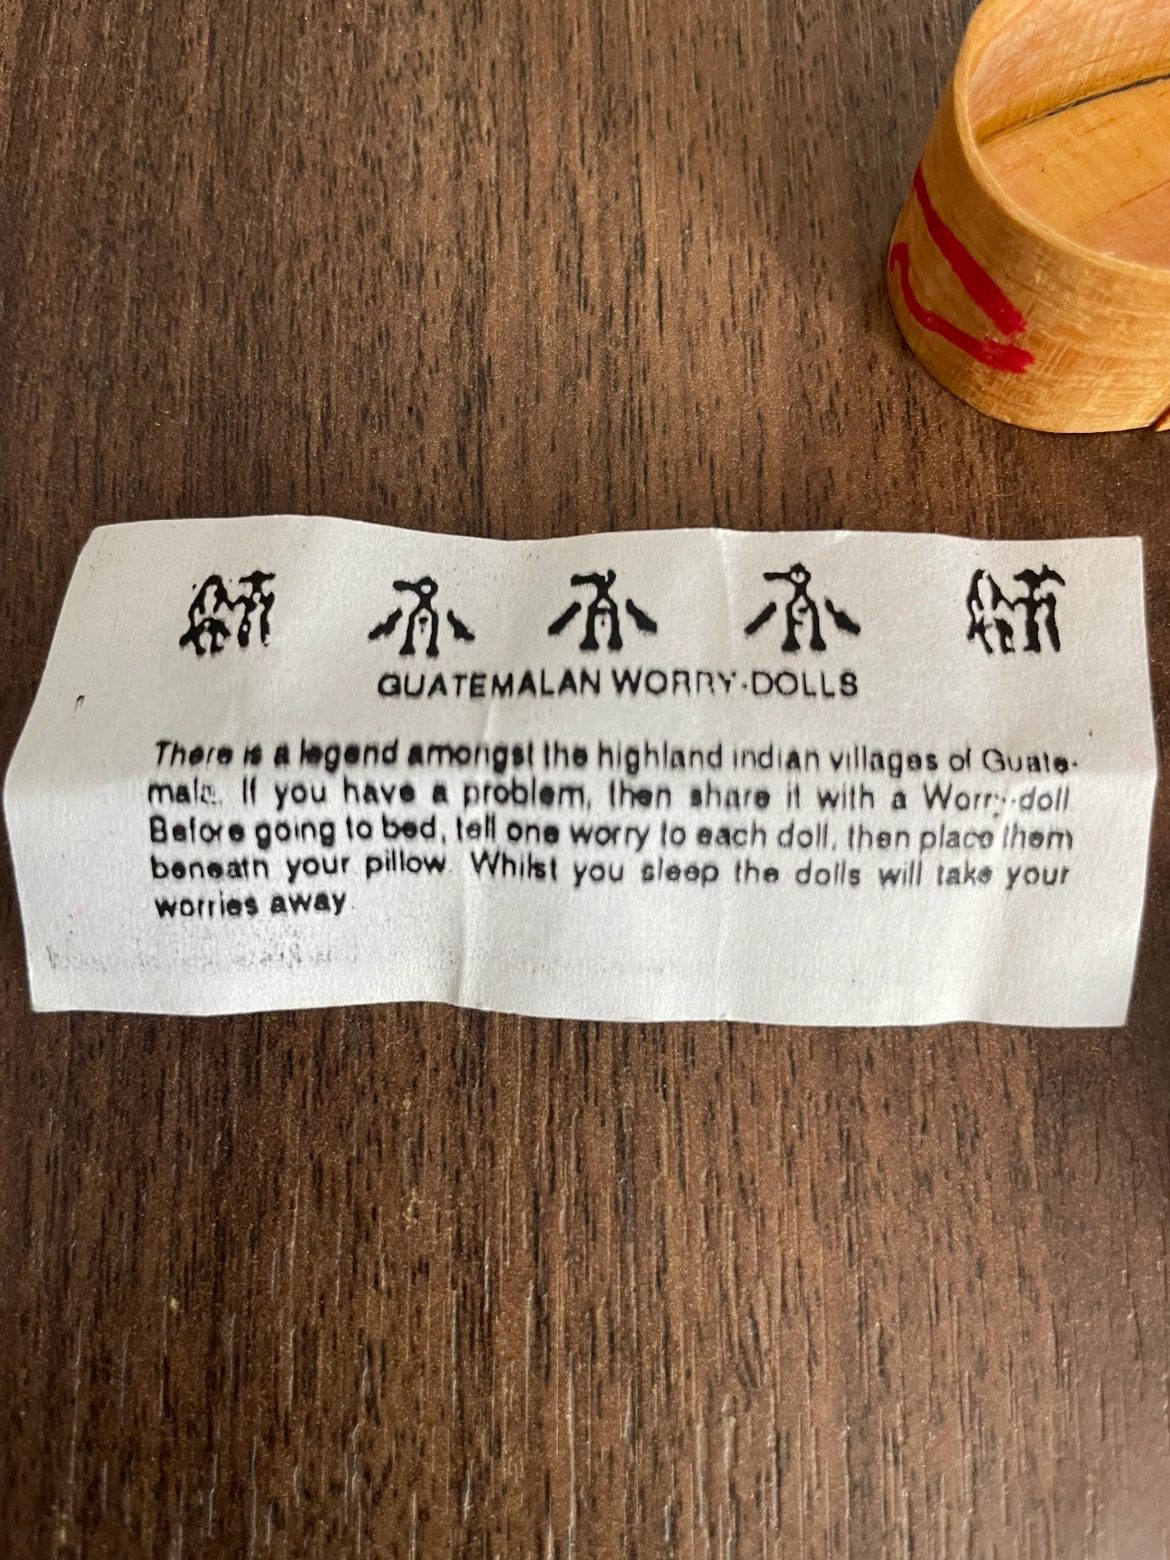 GUATEMALAN WORRY-DOLLS
There is a legend amongst the highland indian villages of Guate-
mala. If you have a problem, then share it with a Worry-doll
Before going to bed, tell one worry to each doll, then place them
beneath your pillow. Whilst you sleep the dolls will take your
worries away.